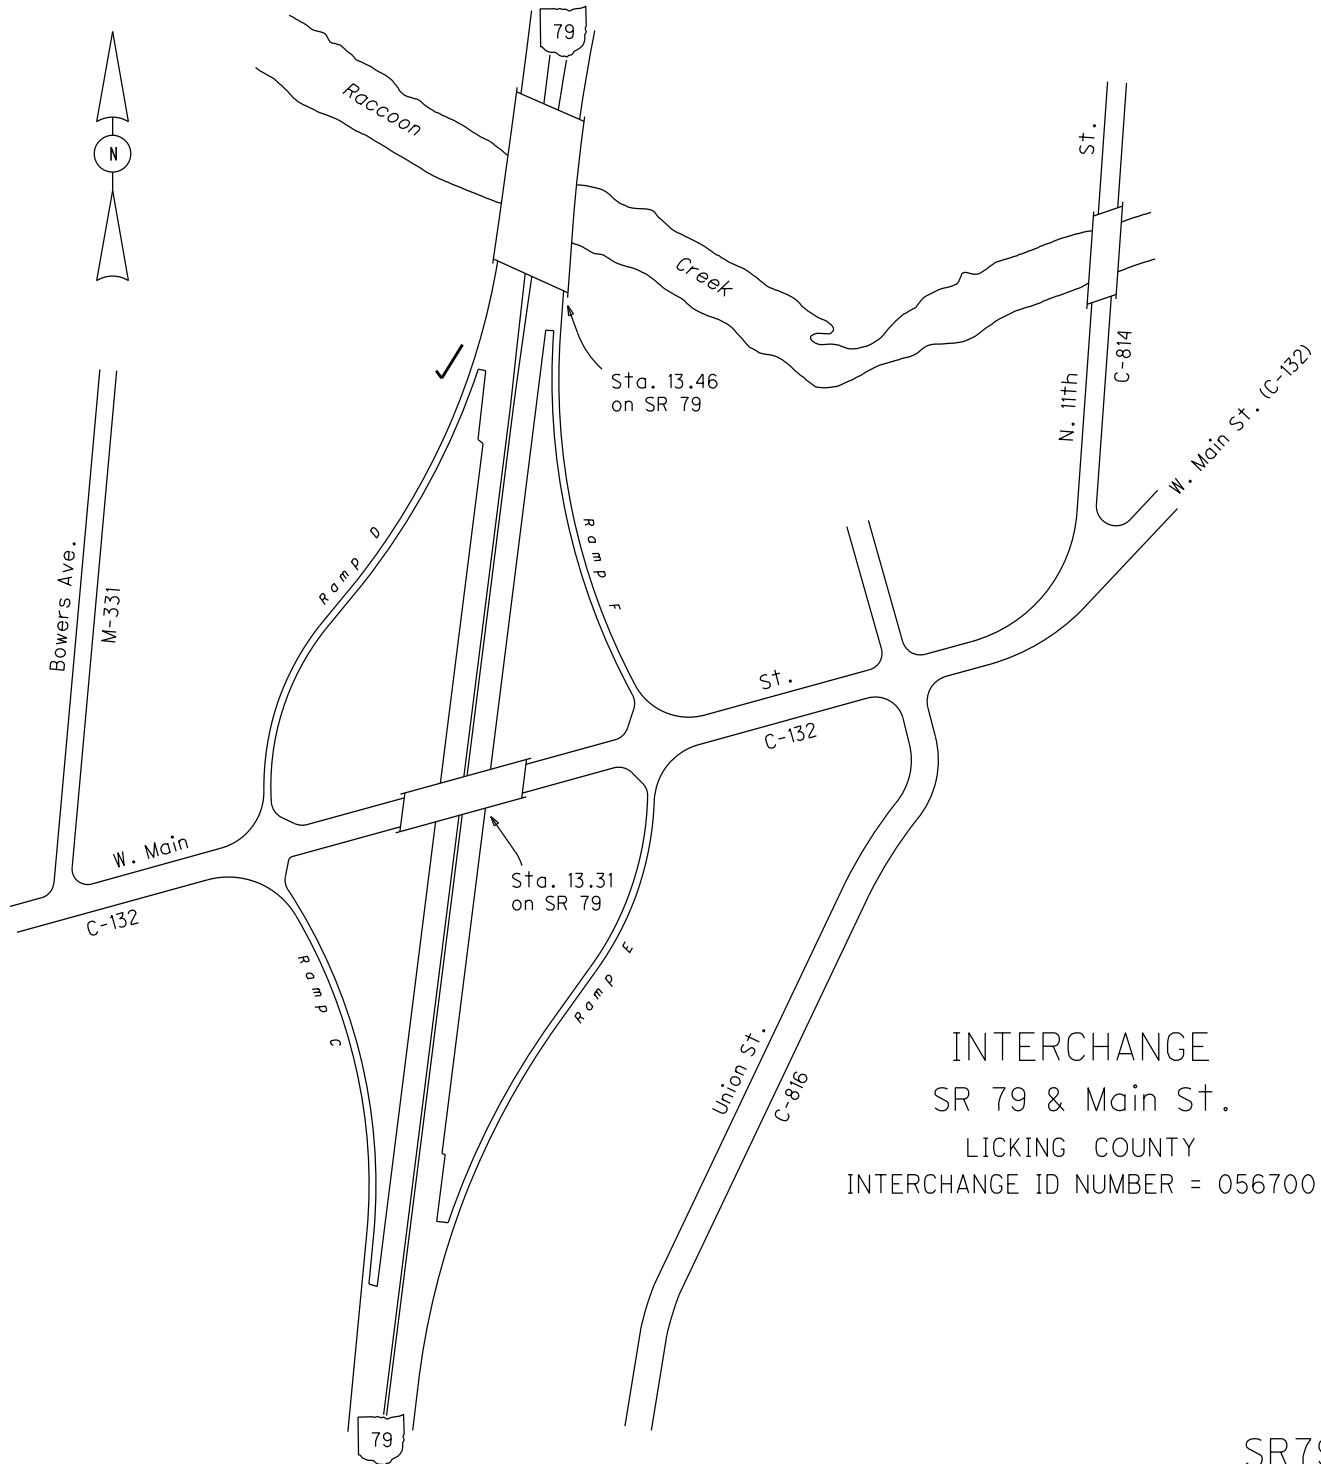 79
N
Raccoon
Creek
St.
N. 11th
C-814
W. Main St. (C-132)
Sta. 13.46
on SR 79
Bowers Ave.
M-331
Ramp D
Ramp F
St.
C-132
W. Main
C-132
Sta. 13.31
on SR 79
Ramp C
Ramp E
Union St.
C-816
INTERCHANGE
SR 79 & Main St.
LICKING COUNTY
INTERCHANGE ID NUMBER = 056700
79
SR79